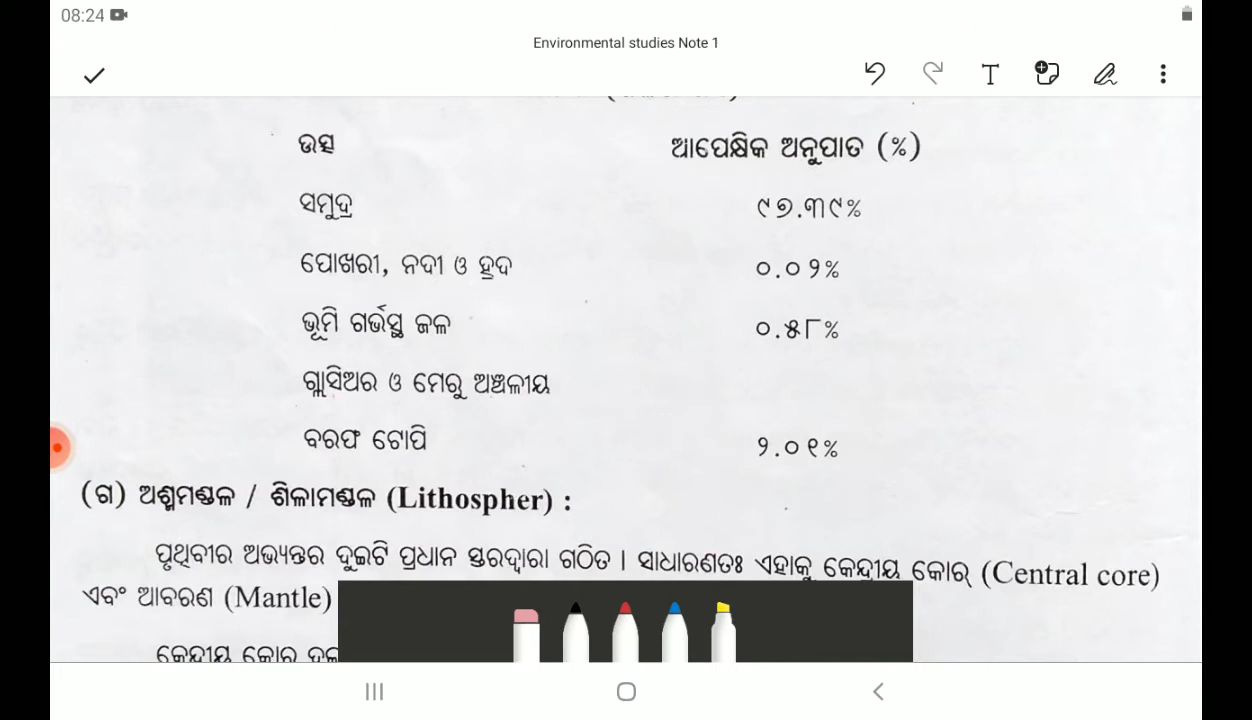 08:24
Environmental studies Note 1
ଉତ୍ସ ଆପେକ୍ଷିକ ଅନୁପାତ (%)
ସମୁଦ୍ର ୯୭.୩୯%
ପୋଖରୀ, ନଦୀ ଓ ହ୍ରଦ ୦.୦୨%
ଭୂମି ଗର୍ଭସ୍ଥ ଜଳ ୦.୫୮%
ଗ୍ଲାସିଅର ଓ ମେରୁ ଅଞ୍ଚଳୀୟ
ବରଫ ଟୋପି ୨.୦୧%
(ଗ) ଅଶ୍ମମଣ୍ଡଳ / ଶିଳାମଣ୍ଡଳ (Lithospher) :
ପୃଥିବୀର ଅଭ୍ୟନ୍ତର ଦୁଇଟି ପ୍ରଧାନ ସ୍ତରଦ୍ୱାରା ଗଠିତ । ସାଧାରଣତଃ ଏହାକୁ କେନ୍ଦ୍ରୀୟ କୋର୍ (Central core)
ଏବଂ ଆବରଣ (Mantle)
କେନ୍ଦ୍ରୀୟ କୋର